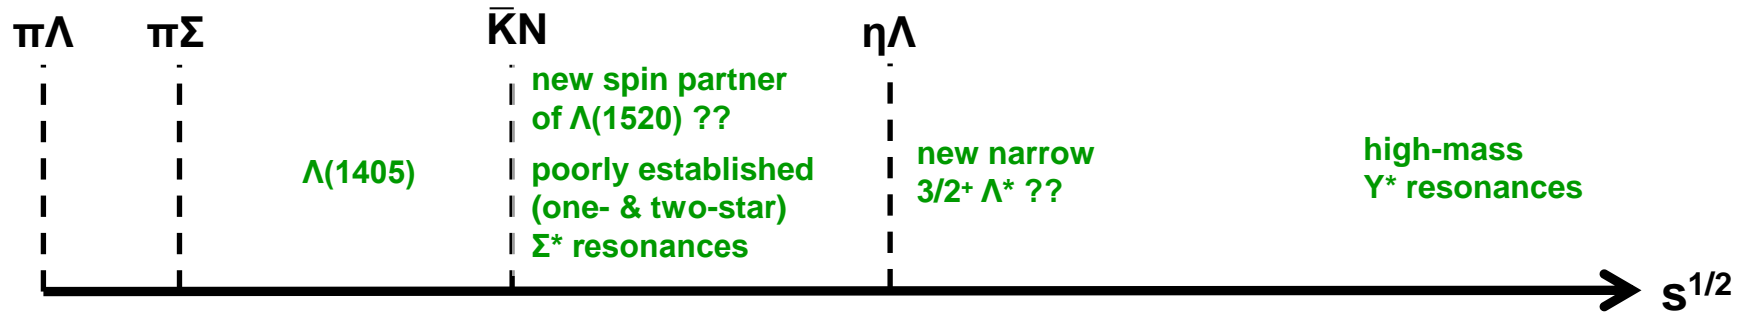 πΛ πΣ K̅N ηΛ
new spin partner
of Λ(1520) ??
Λ(1405)
poorly established
(one- & two-star)
Σ* resonances
new narrow
3/2⁺ Λ* ??
high-mass
Y* resonances
s^1/2